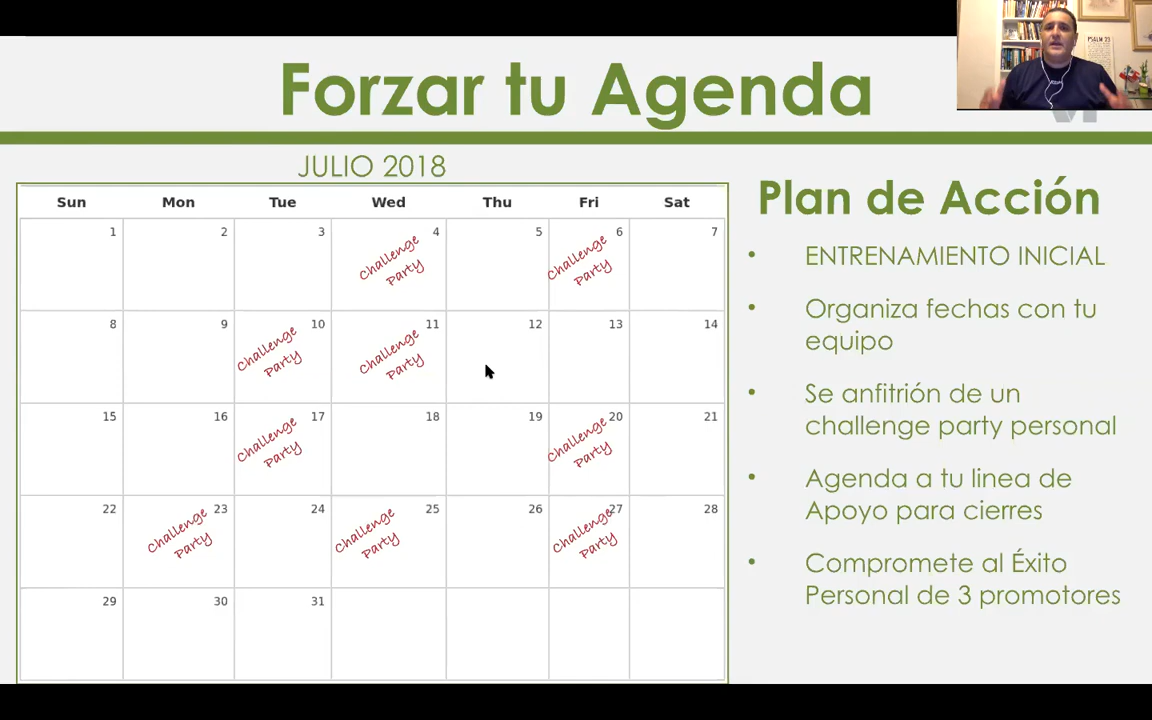 Forzar tu Agenda
PSALM 23
JULIO 2018
Sun Mon Tue Wed Thu Fri Sat
1 2 3 4 5 6 7
Challenge Party
Challenge Party
8 9 10 11 12 13 14
Challenge Party
Challenge Party
15 16 17 18 19 20 21
Challenge Party
Challenge Party
22 23 24 25 26 27 28
Challenge Party
Challenge Party
Challenge Party
29 30 31
Plan de Acción
• ENTRENAMIENTO INICIAL
• Organiza fechas con tu
equipo
• Se anfitrión de un
challenge party personal
• Agenda a tu linea de
Apoyo para cierres
• Compromete al Éxito
Personal de 3 promotores